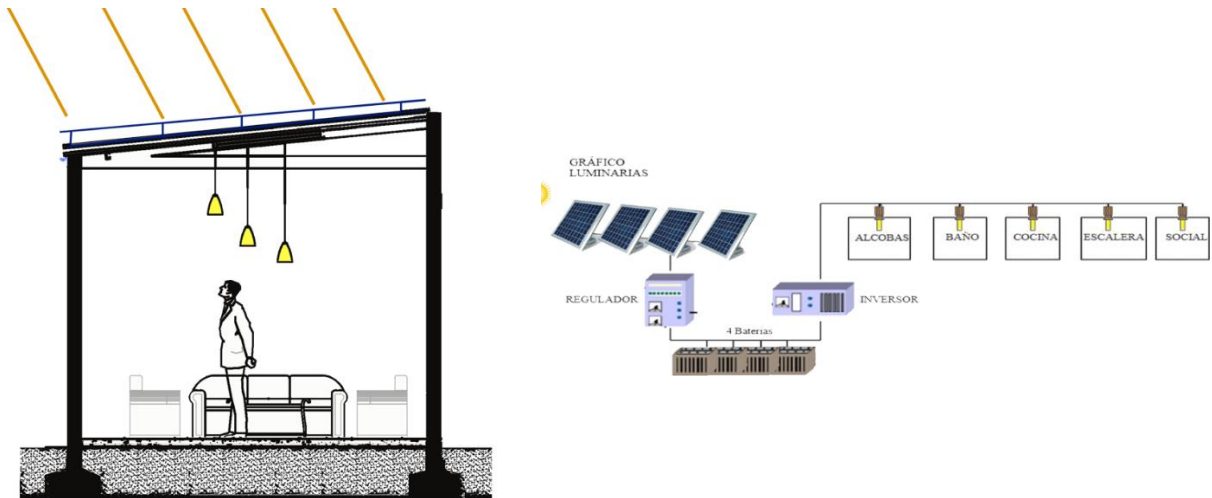 GRÁFICO
LUMINARIAS
ALCOBAS
BAÑO
COCINA
ESCALERA
SOCIAL
REGULADOR
INVERSOR
4 Baterias